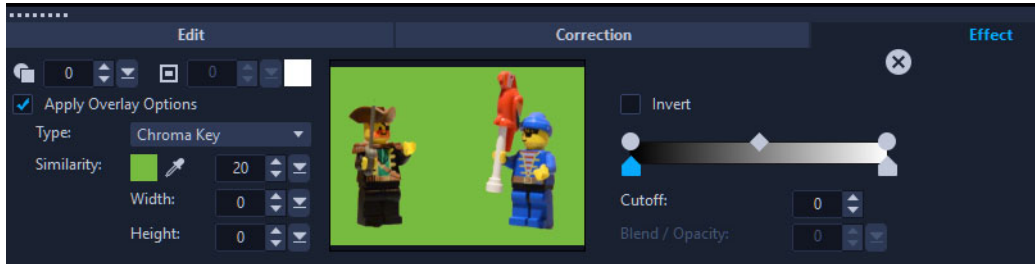 Edit Correction Effect
0 0
Apply Overlay Options Invert
Type: Chroma Key
Similarity: 20
Width: 0 Cutoff: 0
Height: 0 Blend / Opacity: 0